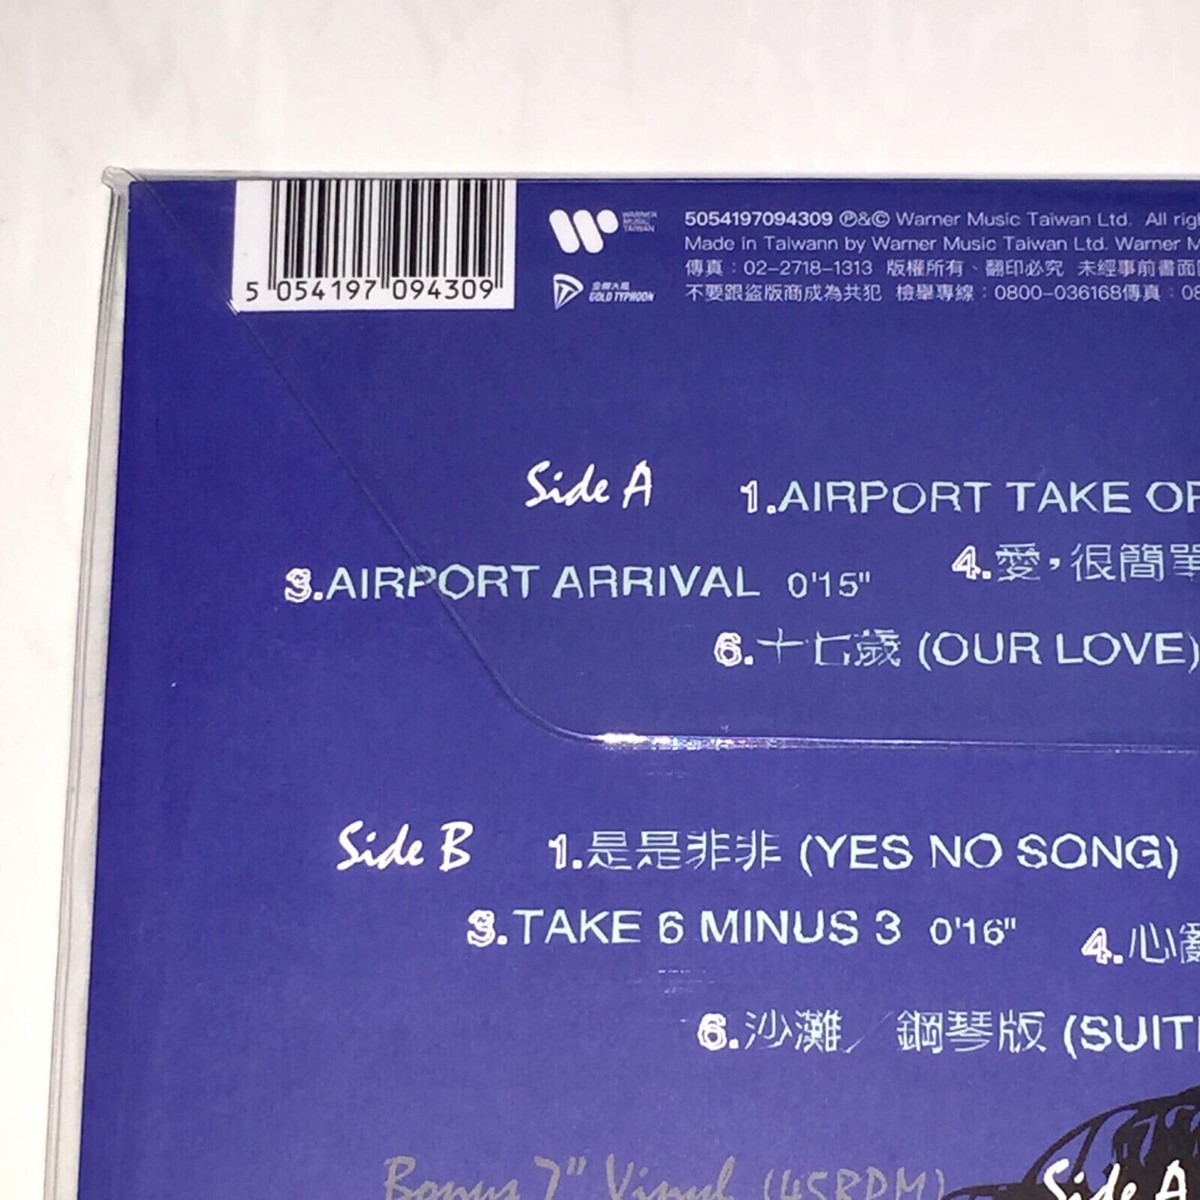 5 054197 094309
WARNER MUSIC TAIWAN
GOLD TYPHOON
5054197094309 ℗&© Warner Music Taiwan Ltd. All
Made in Taiwann by Warner Music Taiwan Ltd. Warner
傳真：02-2718-1313 版權所有、翻印必究 未經事前書面
不要跟盜版商成為共犯 檢舉專線：0800-036168傳真：
Side A
1.AIRPORT TAKE
3.AIRPORT ARRIVAL 0'15"
4.愛，很簡單
6.十七歲 (OUR LOVE)
Side B
1.是是非非 (YES NO SONG)
3.TAKE 6 MINUS 3 0'16"
4.心
6.沙灘／鋼琴版 (SUIT
Bonus 7" Vinyl (45RPM)
Side A